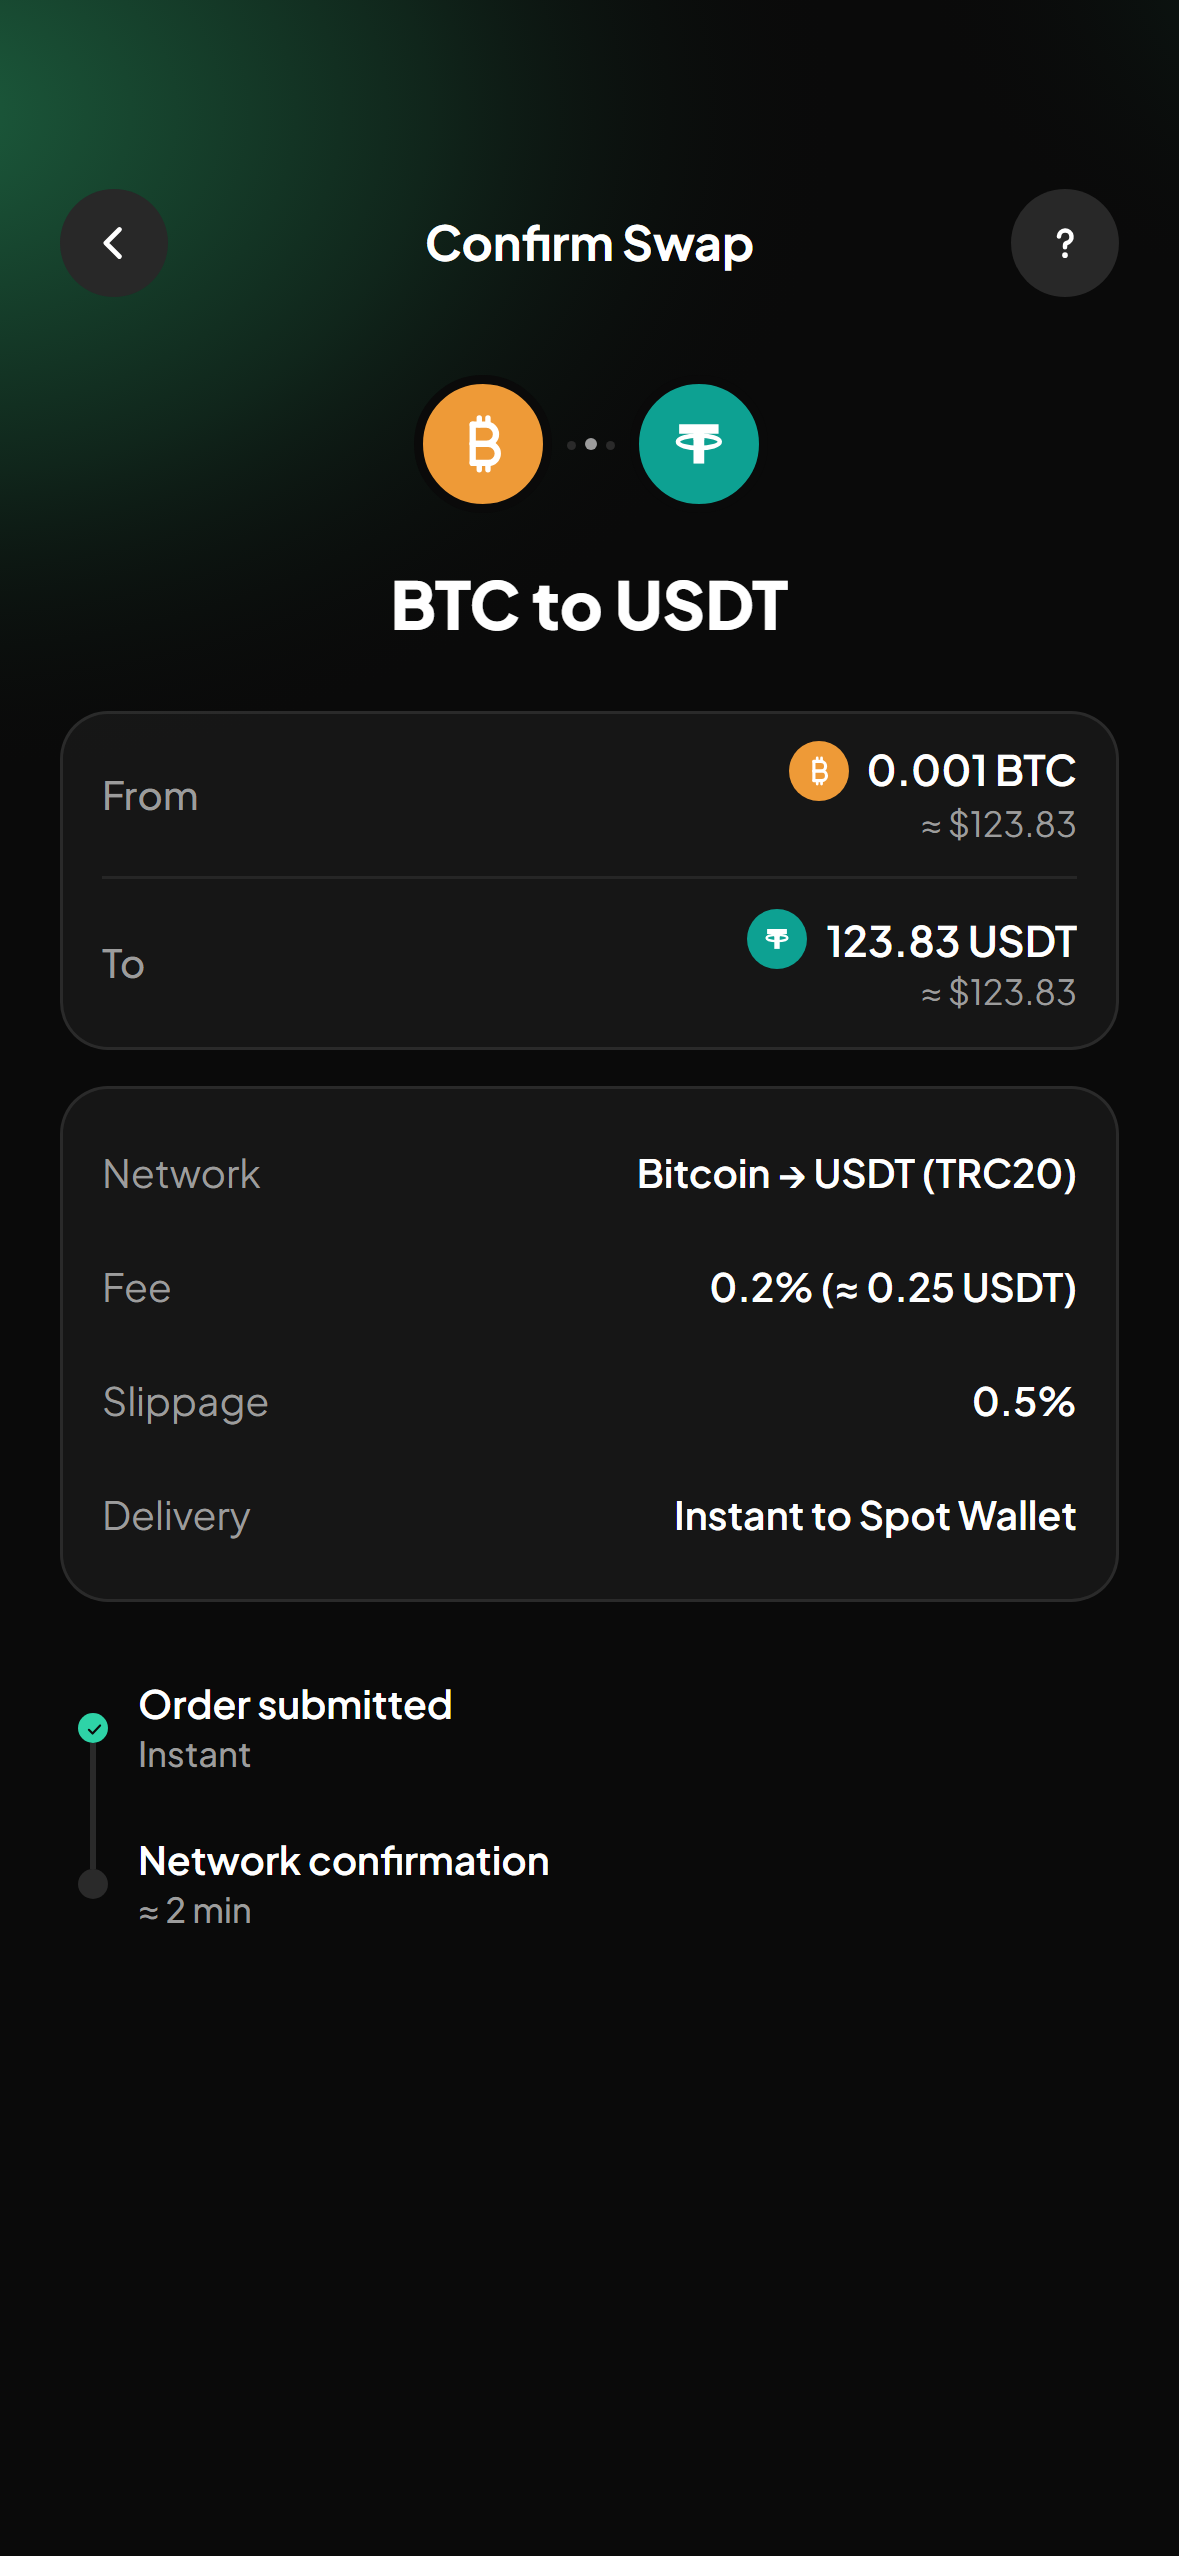 Confirm Swap
?
BTC to USDT
From
0.001 BTC
≈ $123.83
To
123.83 USDT
≈ $123.83
Network
Bitcoin → USDT (TRC20)
Fee
0.2% (≈ 0.25 USDT)
Slippage
0.5%
Delivery
Instant to Spot Wallet
Order submitted
Instant
Network confirmation
≈ 2 min